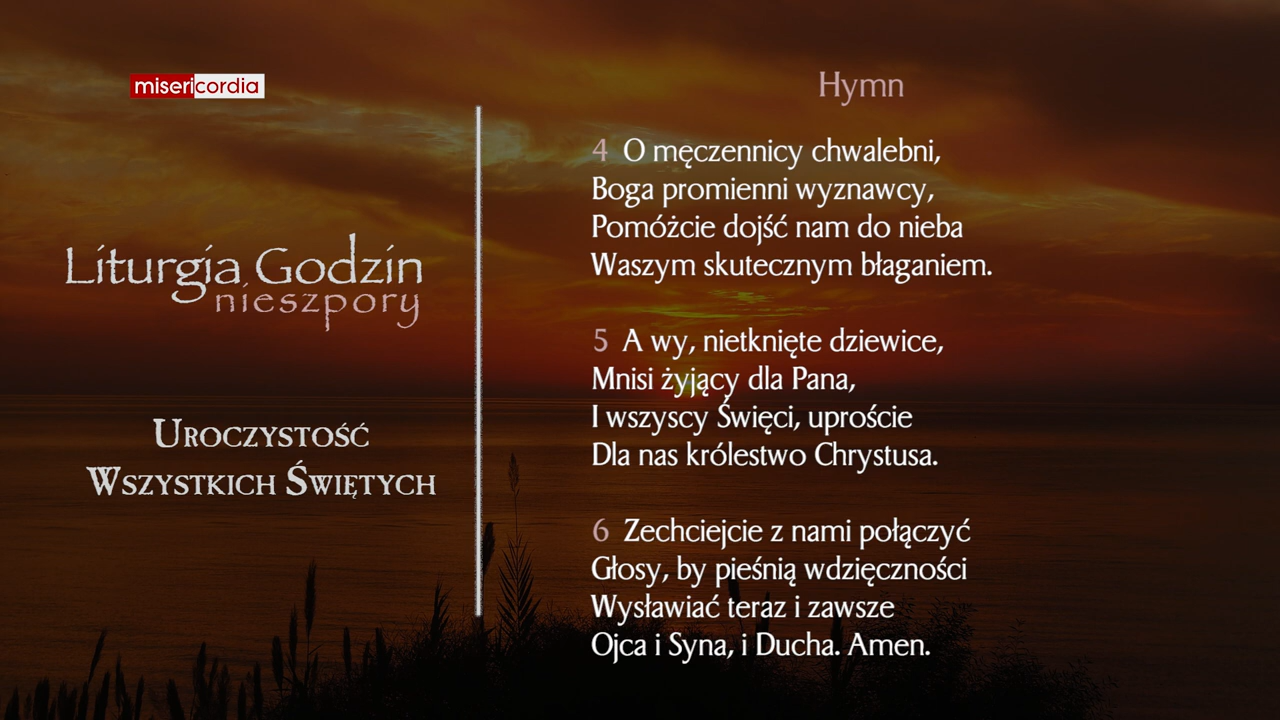 misericordia
Liturgia Godzin
nieszpory
Uroczystość
Wszystkich Świętych
Hymn
4 O męczennicy chwalebni,
Boga promienni wyznawcy,
Pomóżcie dojść nam do nieba
Waszym skutecznym błaganiem.
5 A wy, nietknięte dziewice,
Mnisi żyjący dla Pana,
I wszyscy Święci, uproście
Dla nas królestwo Chrystusa.
6 Zechciejcie z nami połączyć
Głosy, by pieśnią wdzięczności
Wysławiać teraz i zawsze
Ojca i Syna, i Ducha. Amen.